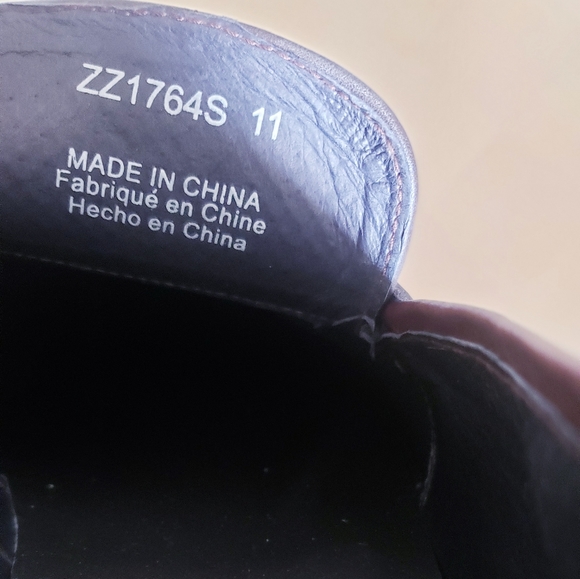 ZZ1764S 11
MADE IN CHINA
Fabriqué en Chine
Hecho en China